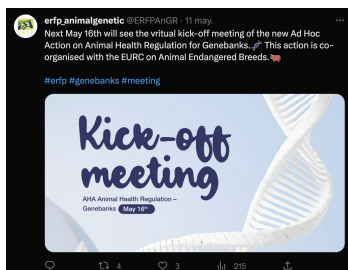 erfp_animalgenetic @ERFPAnGR · 11 may.
Next May 16th will see the vritual kick-off meeting of the new Ad Hoc
Action on Animal Health Regulation for Genebanks.🧬 This action is co-
organised with the EURC on Animal Endangered Breeds.🐂
#erfp #genebanks #meeting
Kick-off
meeting
AHA Animal Health Regulation –
Genebanks May 16th
4 3 215